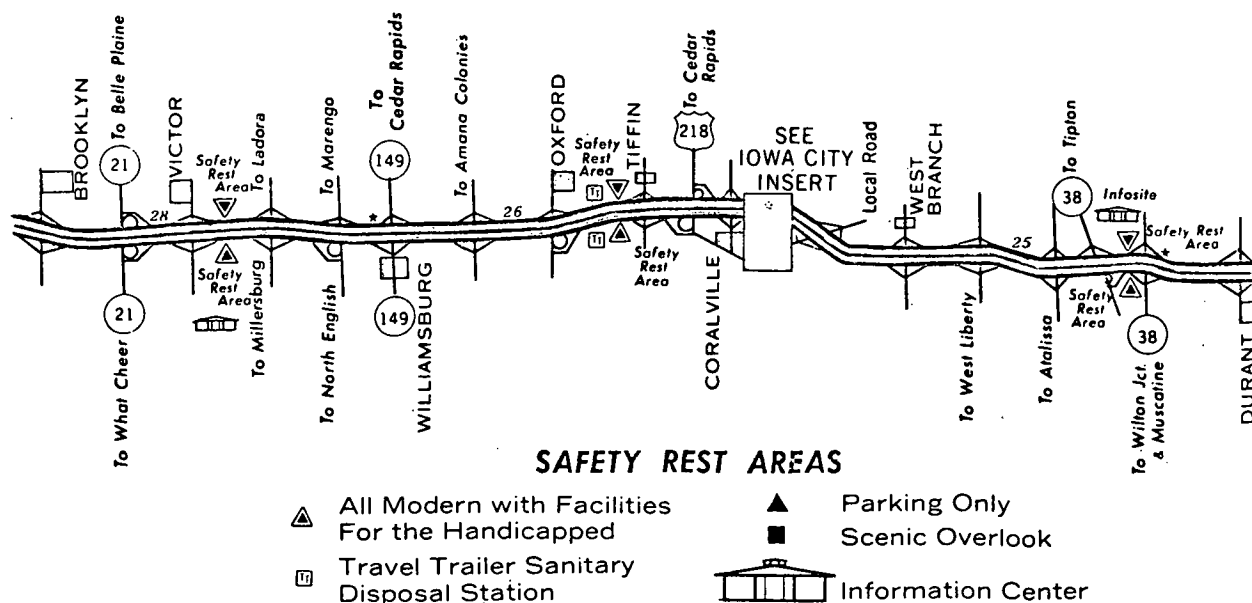 BROOKLYN
To Belle Plaine
21
VICTOR
28
Safety
Rest
Area
To Ladora
To Marengo
To
Cedar Rapids
149
*
To Amana Colonies
26
OXFORD
Safety
Rest
Area
Tr
TIFFIN
To Cedar
Rapids
218
SEE
IOWA CITY
INSERT
Local Road
WEST
BRANCH
25
To Tipton
38
Infosite
Safety Rest
Area
*
21
To What Cheer
Safety
Rest
Area
To Millersburg
To North English
149
WILLIAMSBURG
Tr
Safety
Rest
Area
CORALVILLE
To West Liberty
To Atalissa
Safety
Rest
Area
38
To Wilton Jct.
& Muscatine
DURANT
SAFETY REST AREAS
All Modern with Facilities
For the Handicapped
Parking Only
Scenic Overlook
Tr
Travel Trailer Sanitary
Disposal Station
Information Center